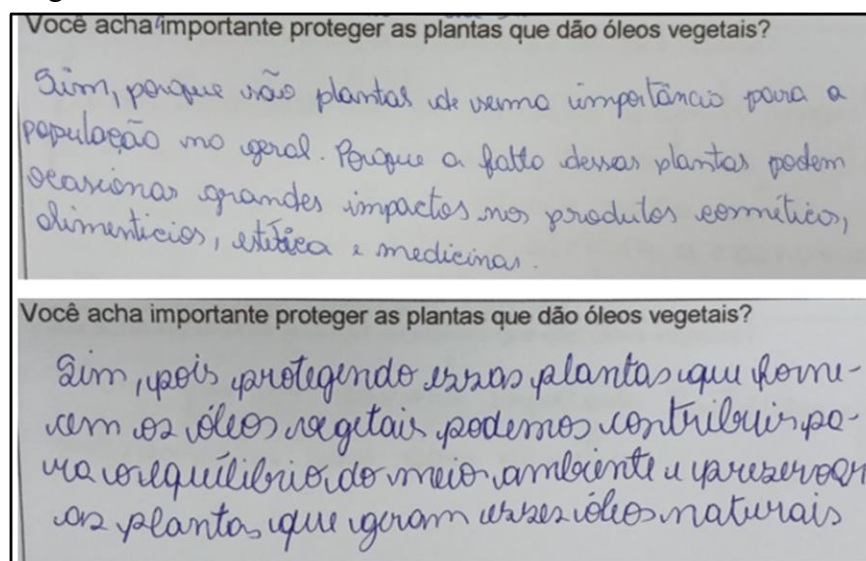 Você acha importante proteger as plantas que dão óleos vegetais?
Sim, porque são plantas de suma importância para a
população no geral. Porque a falta dessas plantas podem
ocasionar grandes impactos nos produtos cosmético,
alimentícios, estética e medicinas.
Você acha importante proteger as plantas que dão óleos vegetais?
Sim, pois protegendo essas plantas que forne-
cem os óleos vegetais podemos contribuir pa-
ra o equilíbrio do meio ambiente e preservar
as plantas que geram esses óleos naturais